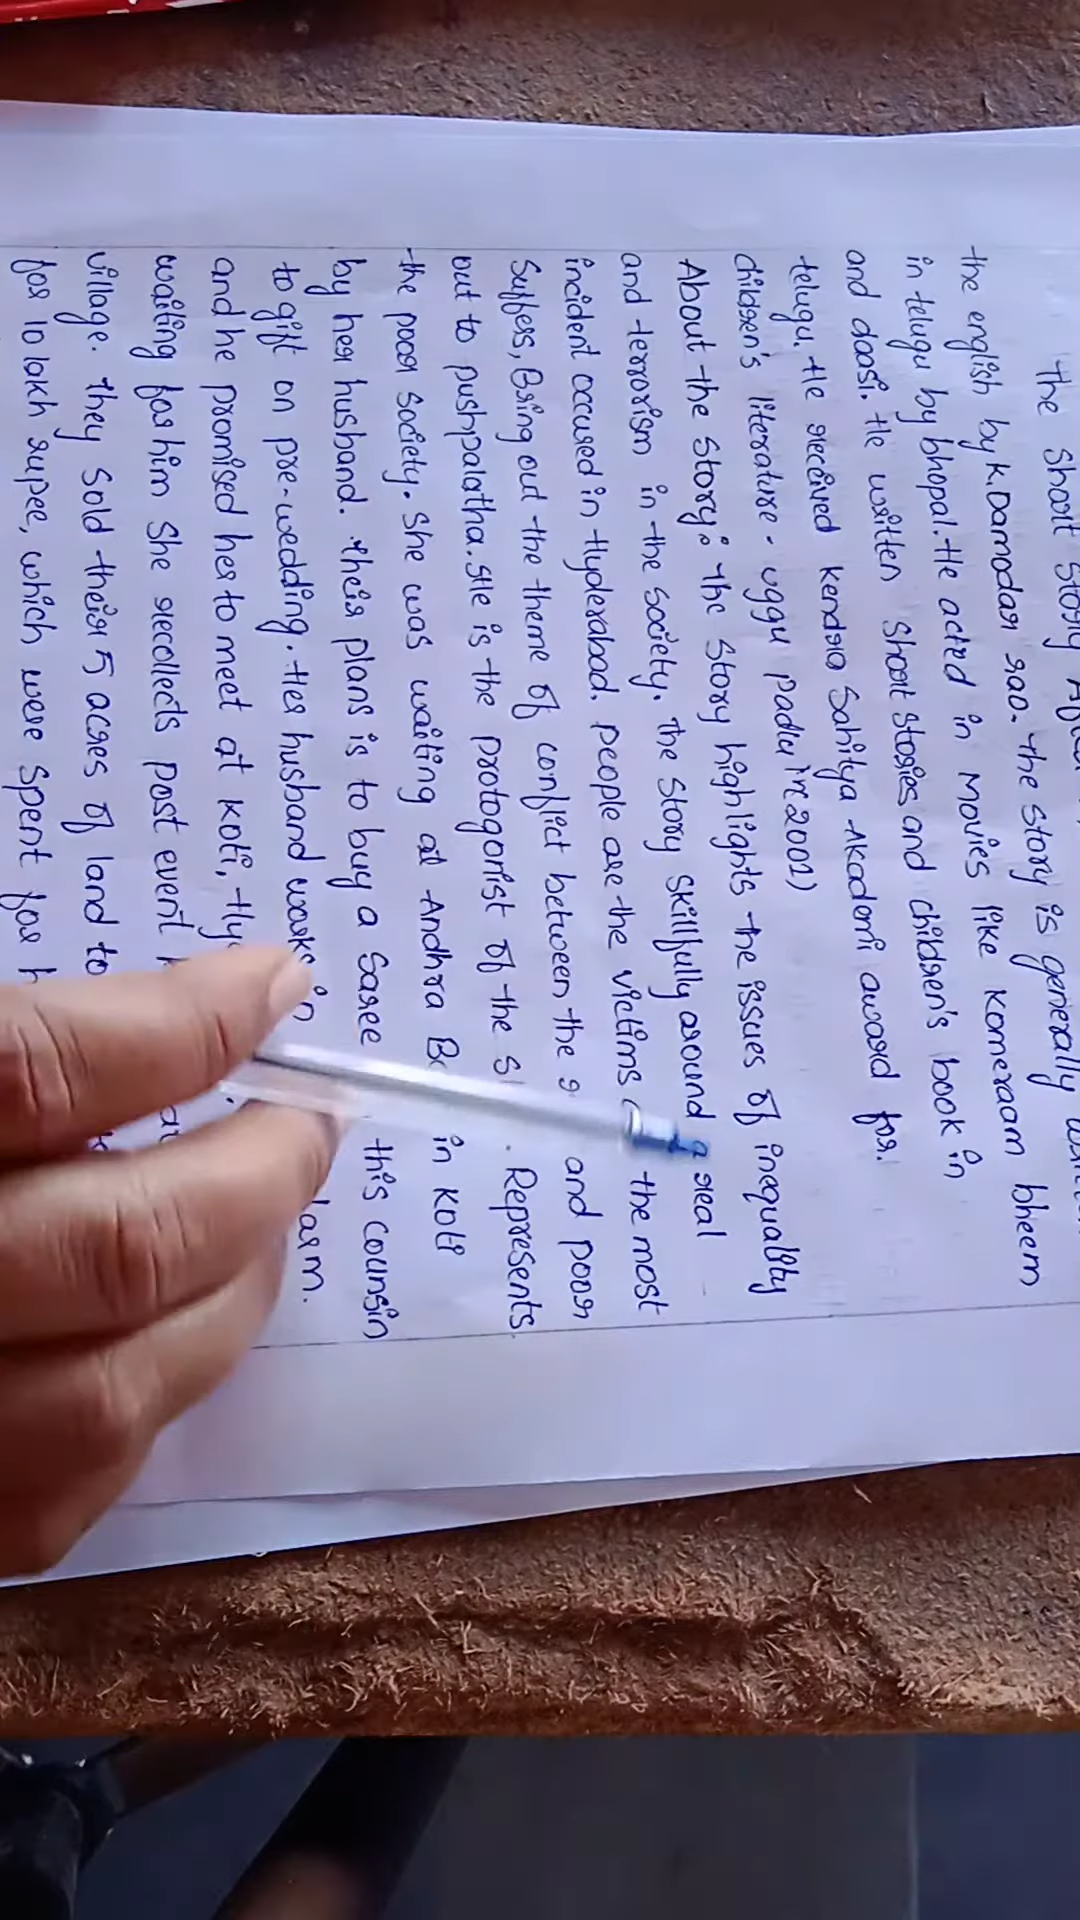 The Short Story
the english by K. Damodar rao. The story is generally
in telugu by bhopal. He acted in movies like Komeraam bheem
and daasi. He written Short Stories and children's book in
telugu. He received kendra Sahitya Akadami award for.
children's literature - uggu padlu in 2001)
About the story: the Story highlights the issues of inequality
and terrorism in the society. the story skillfully around a real
incident occured in Hyderabad. people are the victims the most
Suffers, Bring out the theme of conflict between the and poor
out to pushpalatha. She is the protogonist of the . Represents.
the poor society. She was waiting at Andhra in Koti
by her husband. their plans is to buy a Saree this counsin
to gift on pre-wedding. Her husband works in
and he promised her to meet at Koti,
waiting for him She recollects past event
village. they sold their 5 acres of land to
for 10 lakh rupee, which were spent for